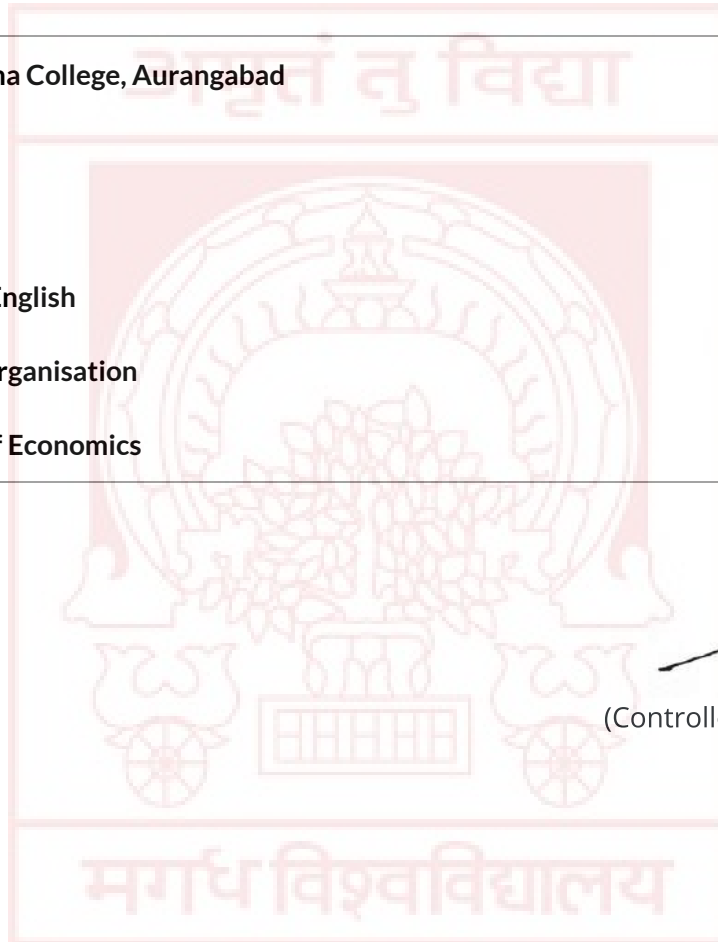 अमृतं तु विद्या
na College, Aurangabad
English
rganisation
f Economics
(Controll
मगध विश्वविद्यालय